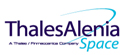 ThalesAlenia
A Thales / Finmeccanica Company
Space